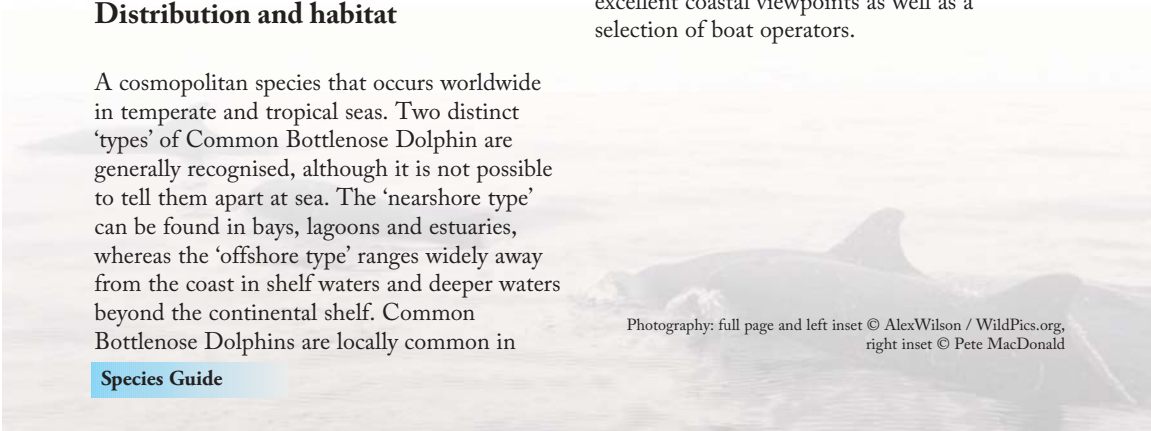 Distribution and habitat
A cosmopolitan species that occurs worldwide
in temperate and tropical seas. Two distinct
‘types’ of Common Bottlenose Dolphin are
generally recognised, although it is not possible
to tell them apart at sea. The ‘nearshore type’
can be found in bays, lagoons and estuaries,
whereas the ‘offshore type’ ranges widely away
from the coast in shelf waters and deeper waters
beyond the continental shelf. Common
Bottlenose Dolphins are locally common in
excellent coastal viewpoints as well as a
selection of boat operators.
Photography: full page and left inset © AlexWilson / WildPics.org,
right inset © Pete MacDonald
Species Guide